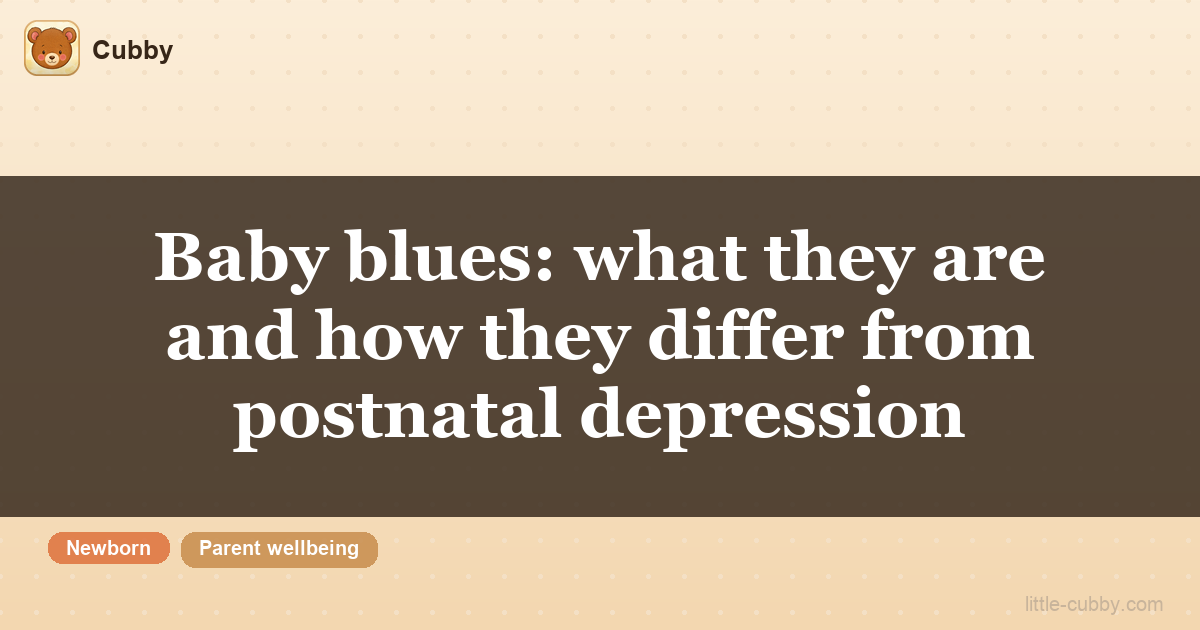 Cubby
Baby blues: what they are
and how they differ from
postnatal depression
Newborn
Parent wellbeing
little-cubby.com